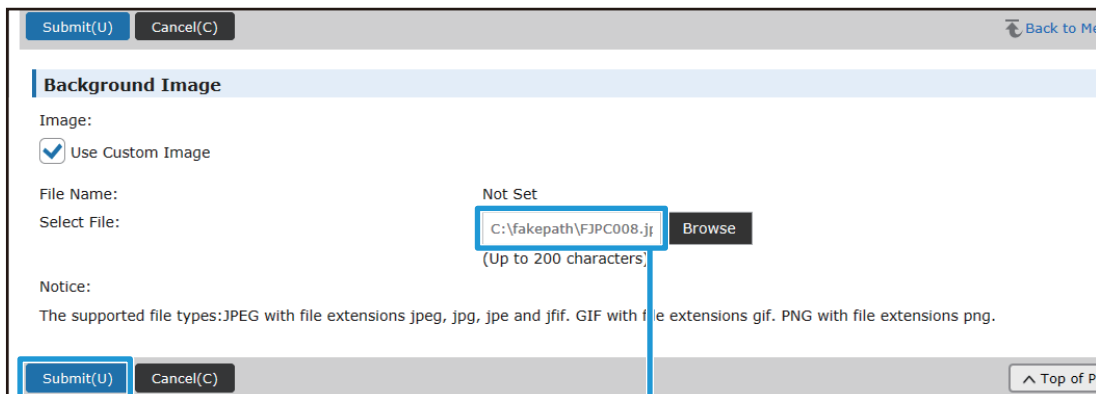 Submit(U) Cancel(C) Back to Me
Background Image
Image:
Use Custom Image
File Name: Not Set
Select File: C:\fakepath\FJPC008.jp Browse
(Up to 200 characters)
Notice:
The supported file types:JPEG with file extensions jpeg, jpg, jpe and jfif. GIF with file extensions gif. PNG with file extensions png.
Submit(U) Cancel(C) Top of P